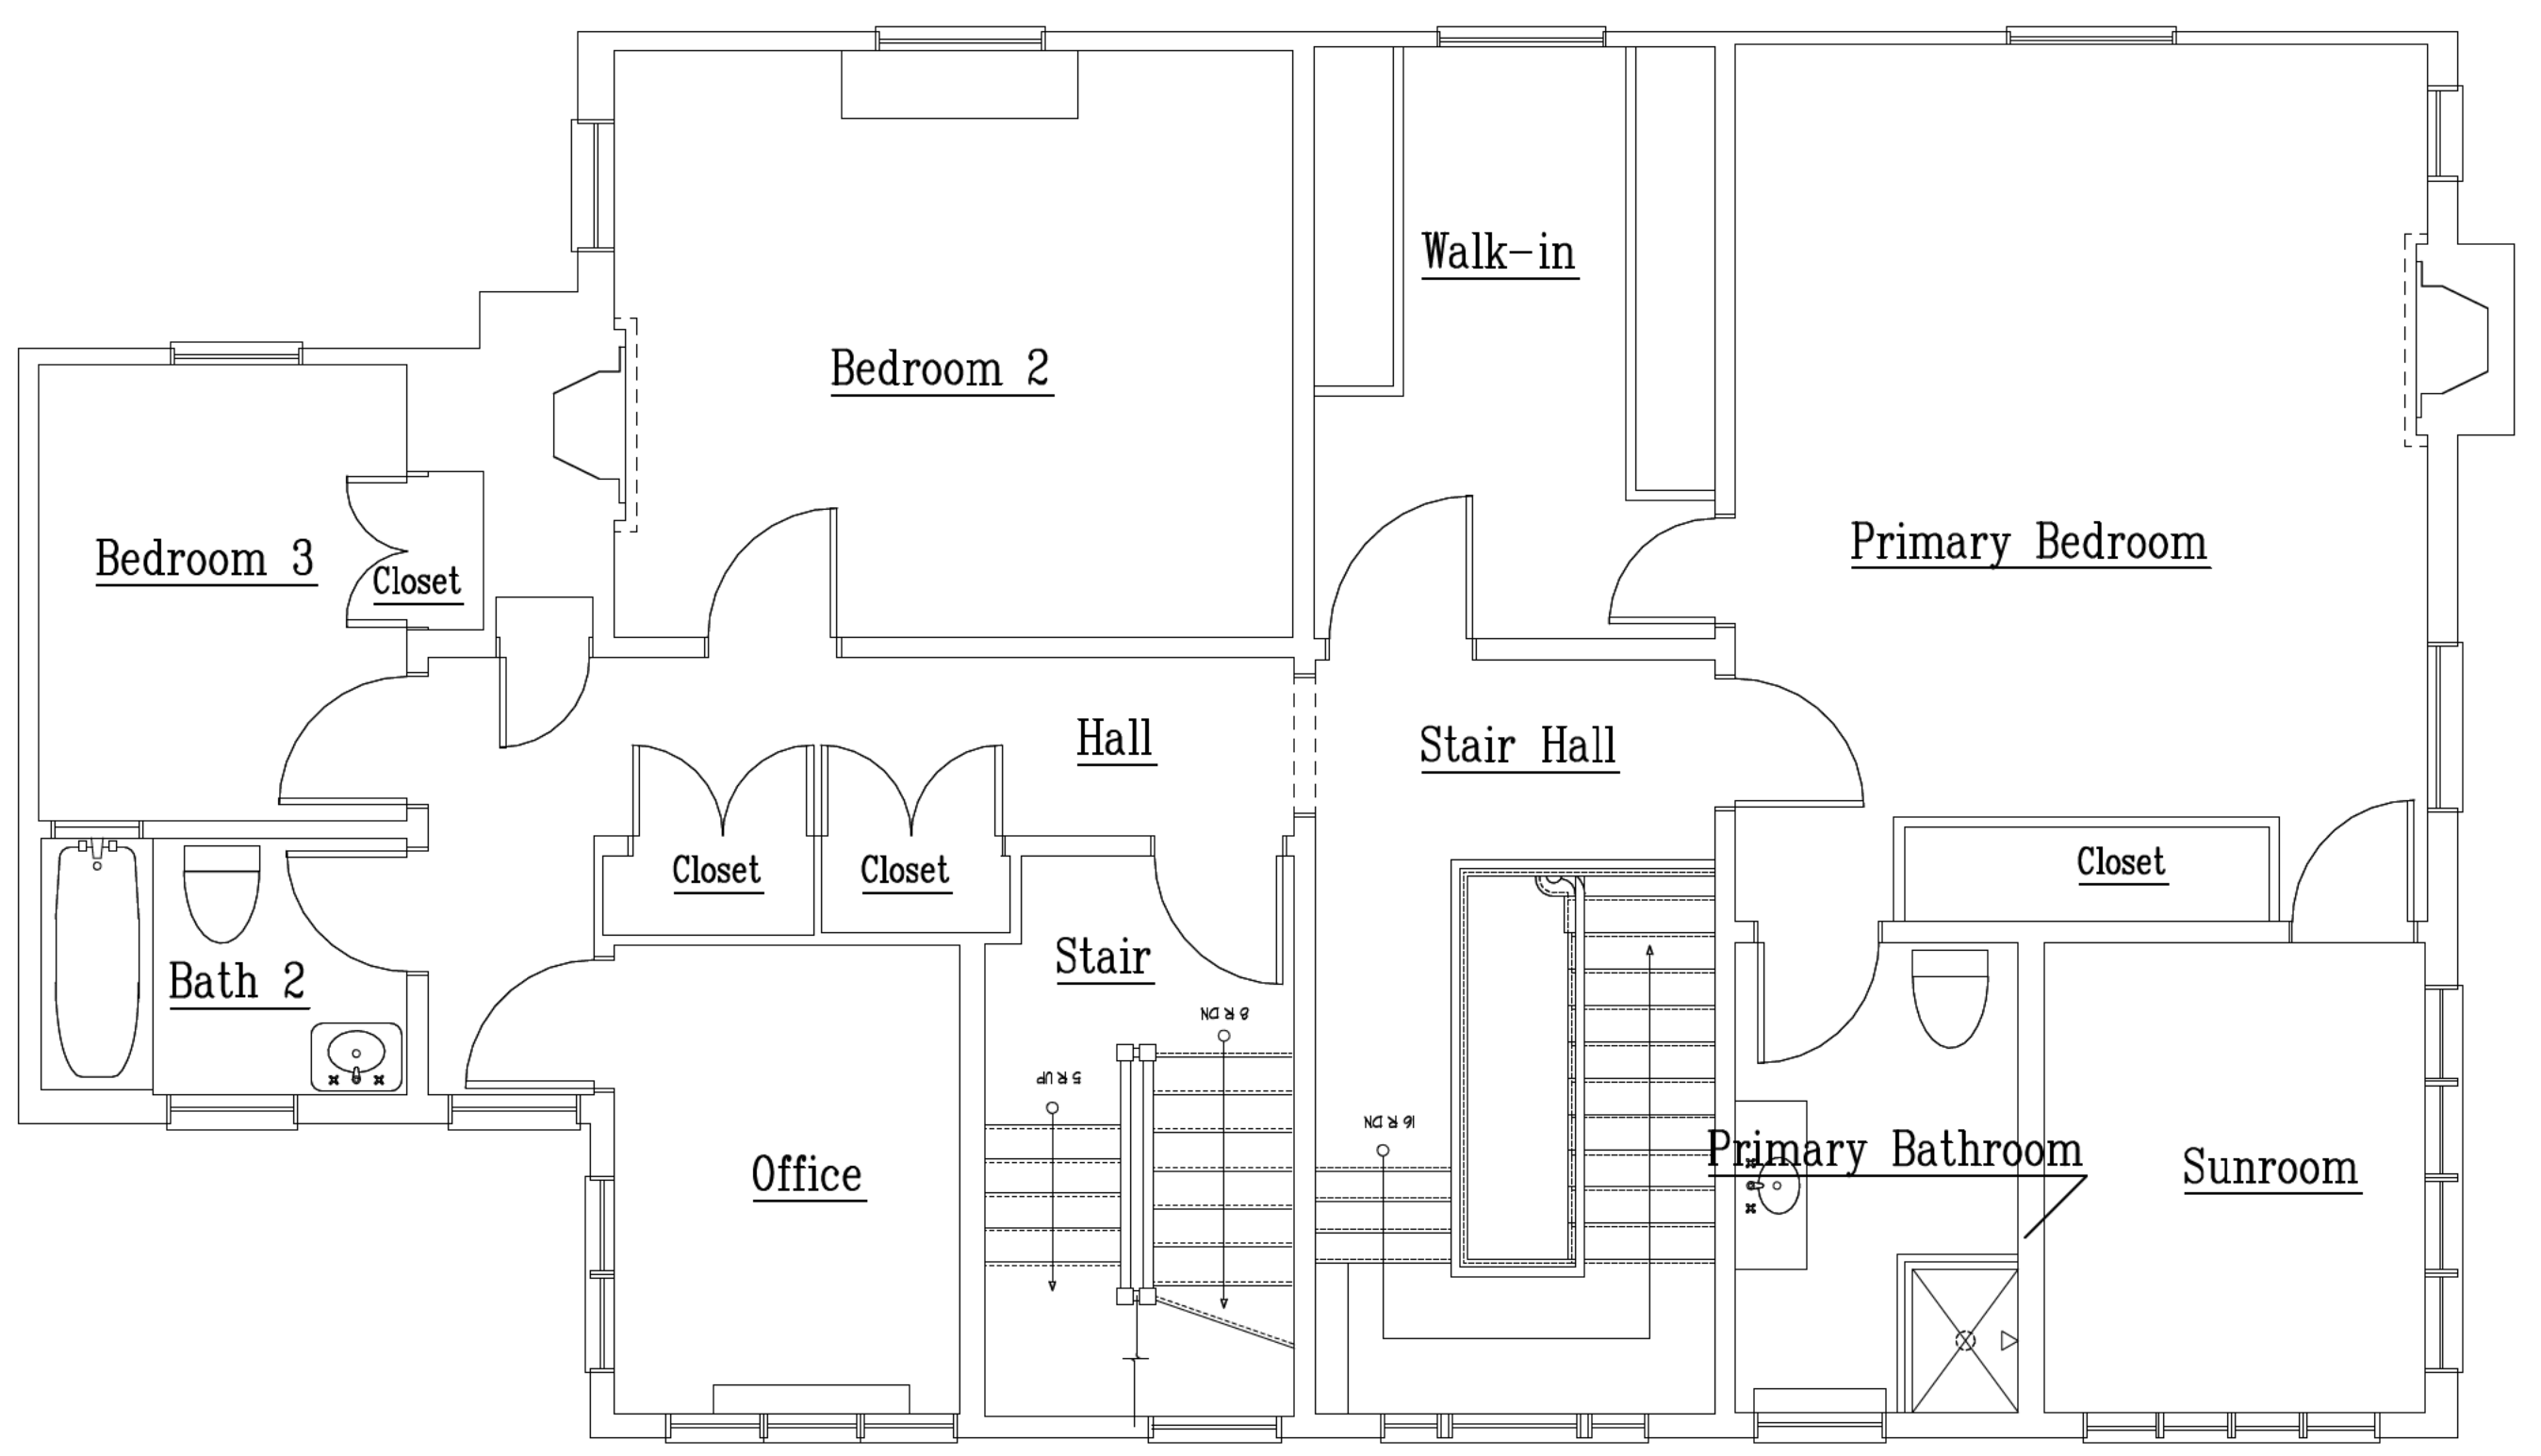 Walk-in
Bedroom 2
Primary Bedroom
Bedroom 3
Closet
Hall
Stair Hall
Closet
Closet
Closet
Stair
Bath 2
8 R DN
5 R UP
16 R DN
Primary Bathroom
Office
Sunroom